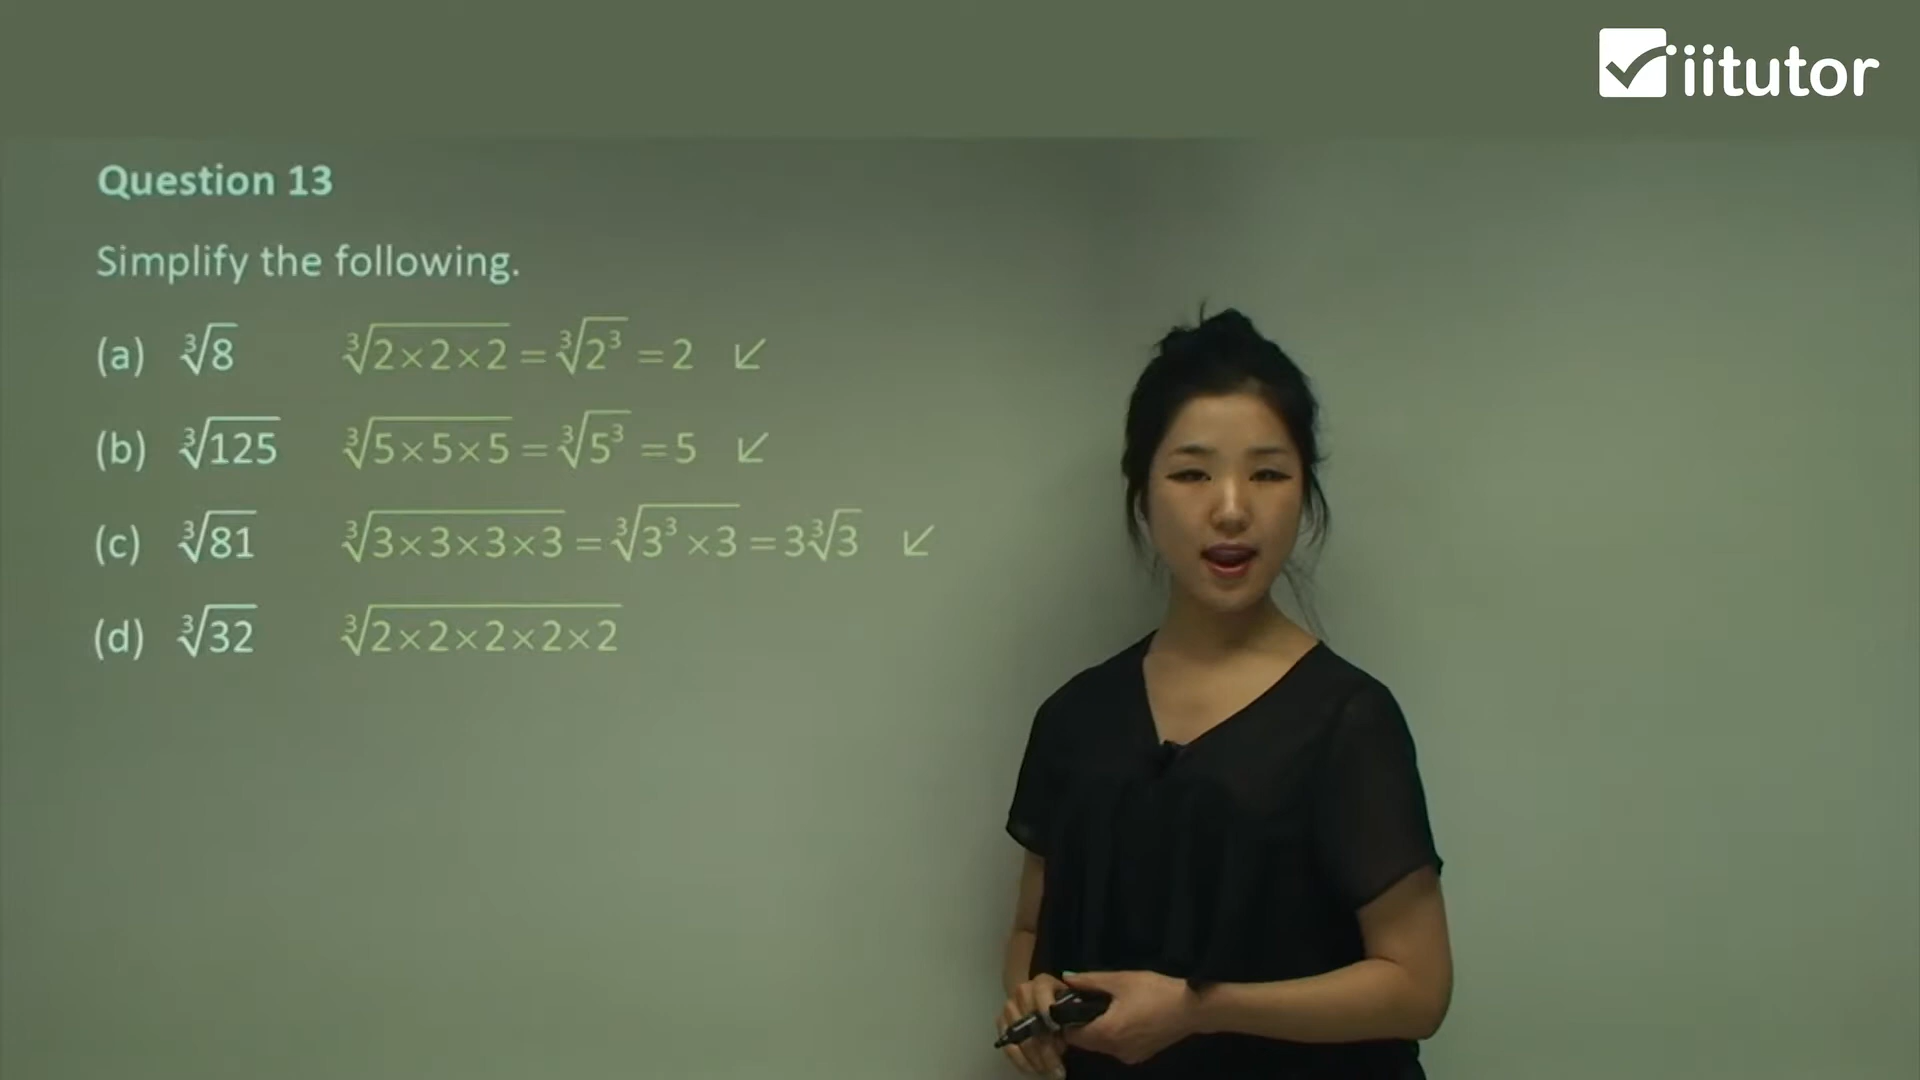 iitutor
Question 13
Simplify the following.
(a) ∛8 ∛(2×2×2) = ∛(2³) = 2 ↙
(b) ∛125 ∛(5×5×5) = ∛(5³) = 5 ↙
(c) ∛81 ∛(3×3×3×3) = ∛(3³×3) = 3∛3 ↙
(d) ∛32 ∛(2×2×2×2×2)